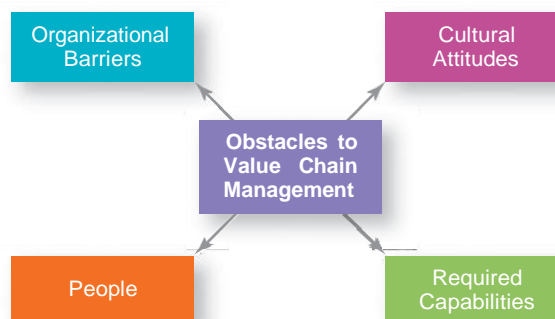 Organizational
Barriers
Cultural
Attitudes
Obstacles to
Value Chain
Management
People
Required
Capabilities